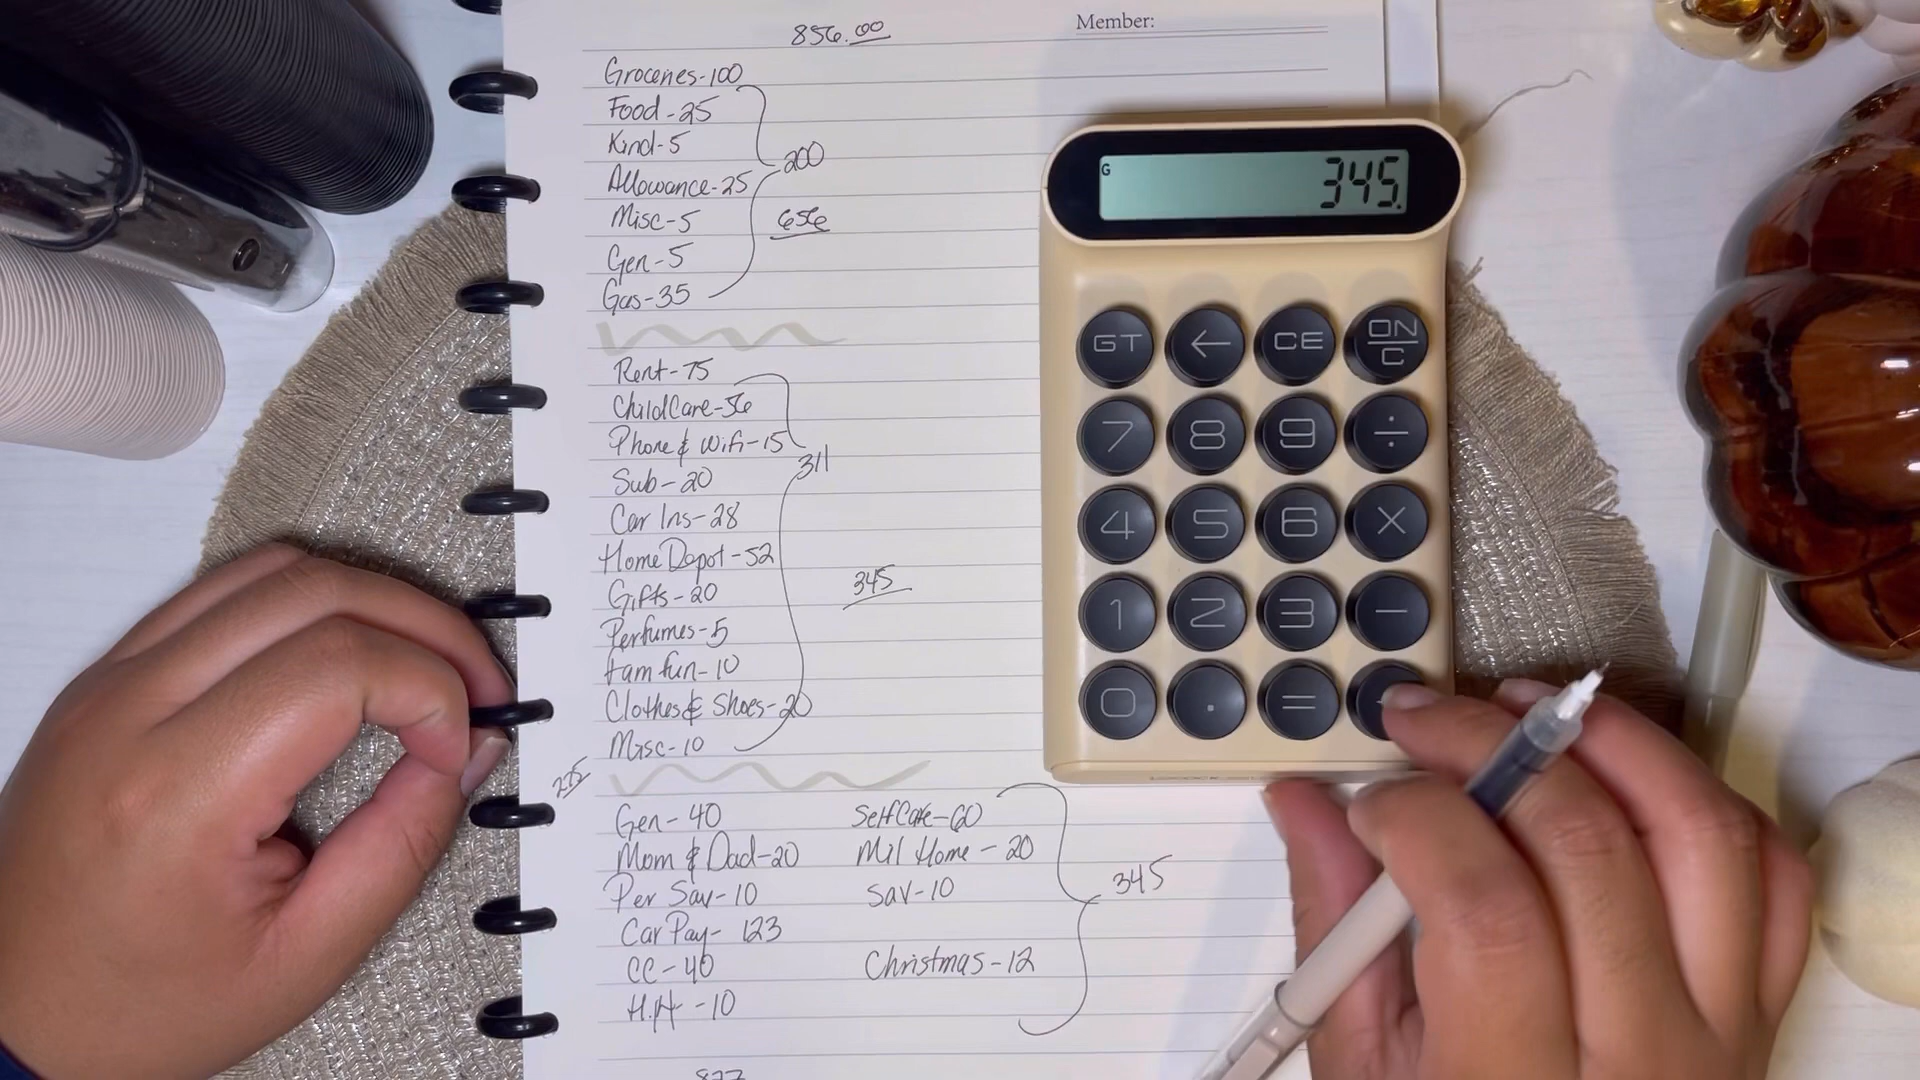 856.00
Member:
Groceries-100
Food-25
Kind-5
200
Allowance-25
Misc-5
656
Gen-5
Gas-35
Rent-75
ChildCare-56
Phone & Wifi-15
311
Sub-20
Car Ins-28
Home Depot-52
345
Gifts-20
Perfumes-5
Fam fun-10
Clothes & Shoes-20
Misc-10
Gen-40 SelfCare-60
Mom & Dad-20 Mil Home-20
345
Per Sav-10 Sav-10
Car Pay-123
CC-40 Christmas-12
H.H-10
G 345.
GT ← CE ON/C
7 8 9 ÷
4 5 6 ×
1 2 3 −
0 . =